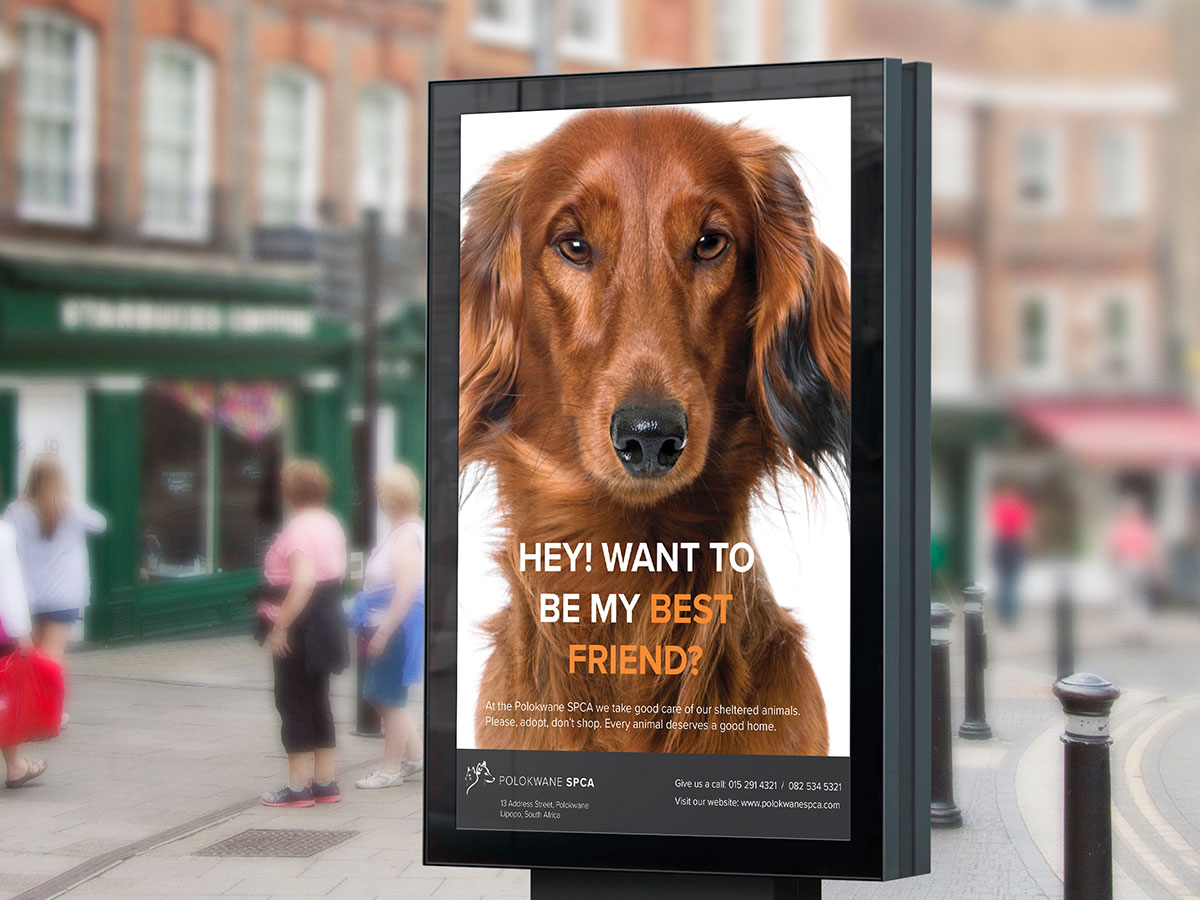 STARBUCKS COFFEE
HEY! WANT TO
BE MY BEST
FRIEND?
At the Polokwane SPCA we take good care of our sheltered animals.
Please, adopt, don't shop. Every animal deserves a good home.
POLOKWANE SPCA
13 Address Street, Polokwane
Lipopo, South Africa
Give us a call: 015 291 4321 / 082 534 5321
Visit our website: www.polokwanespca.com